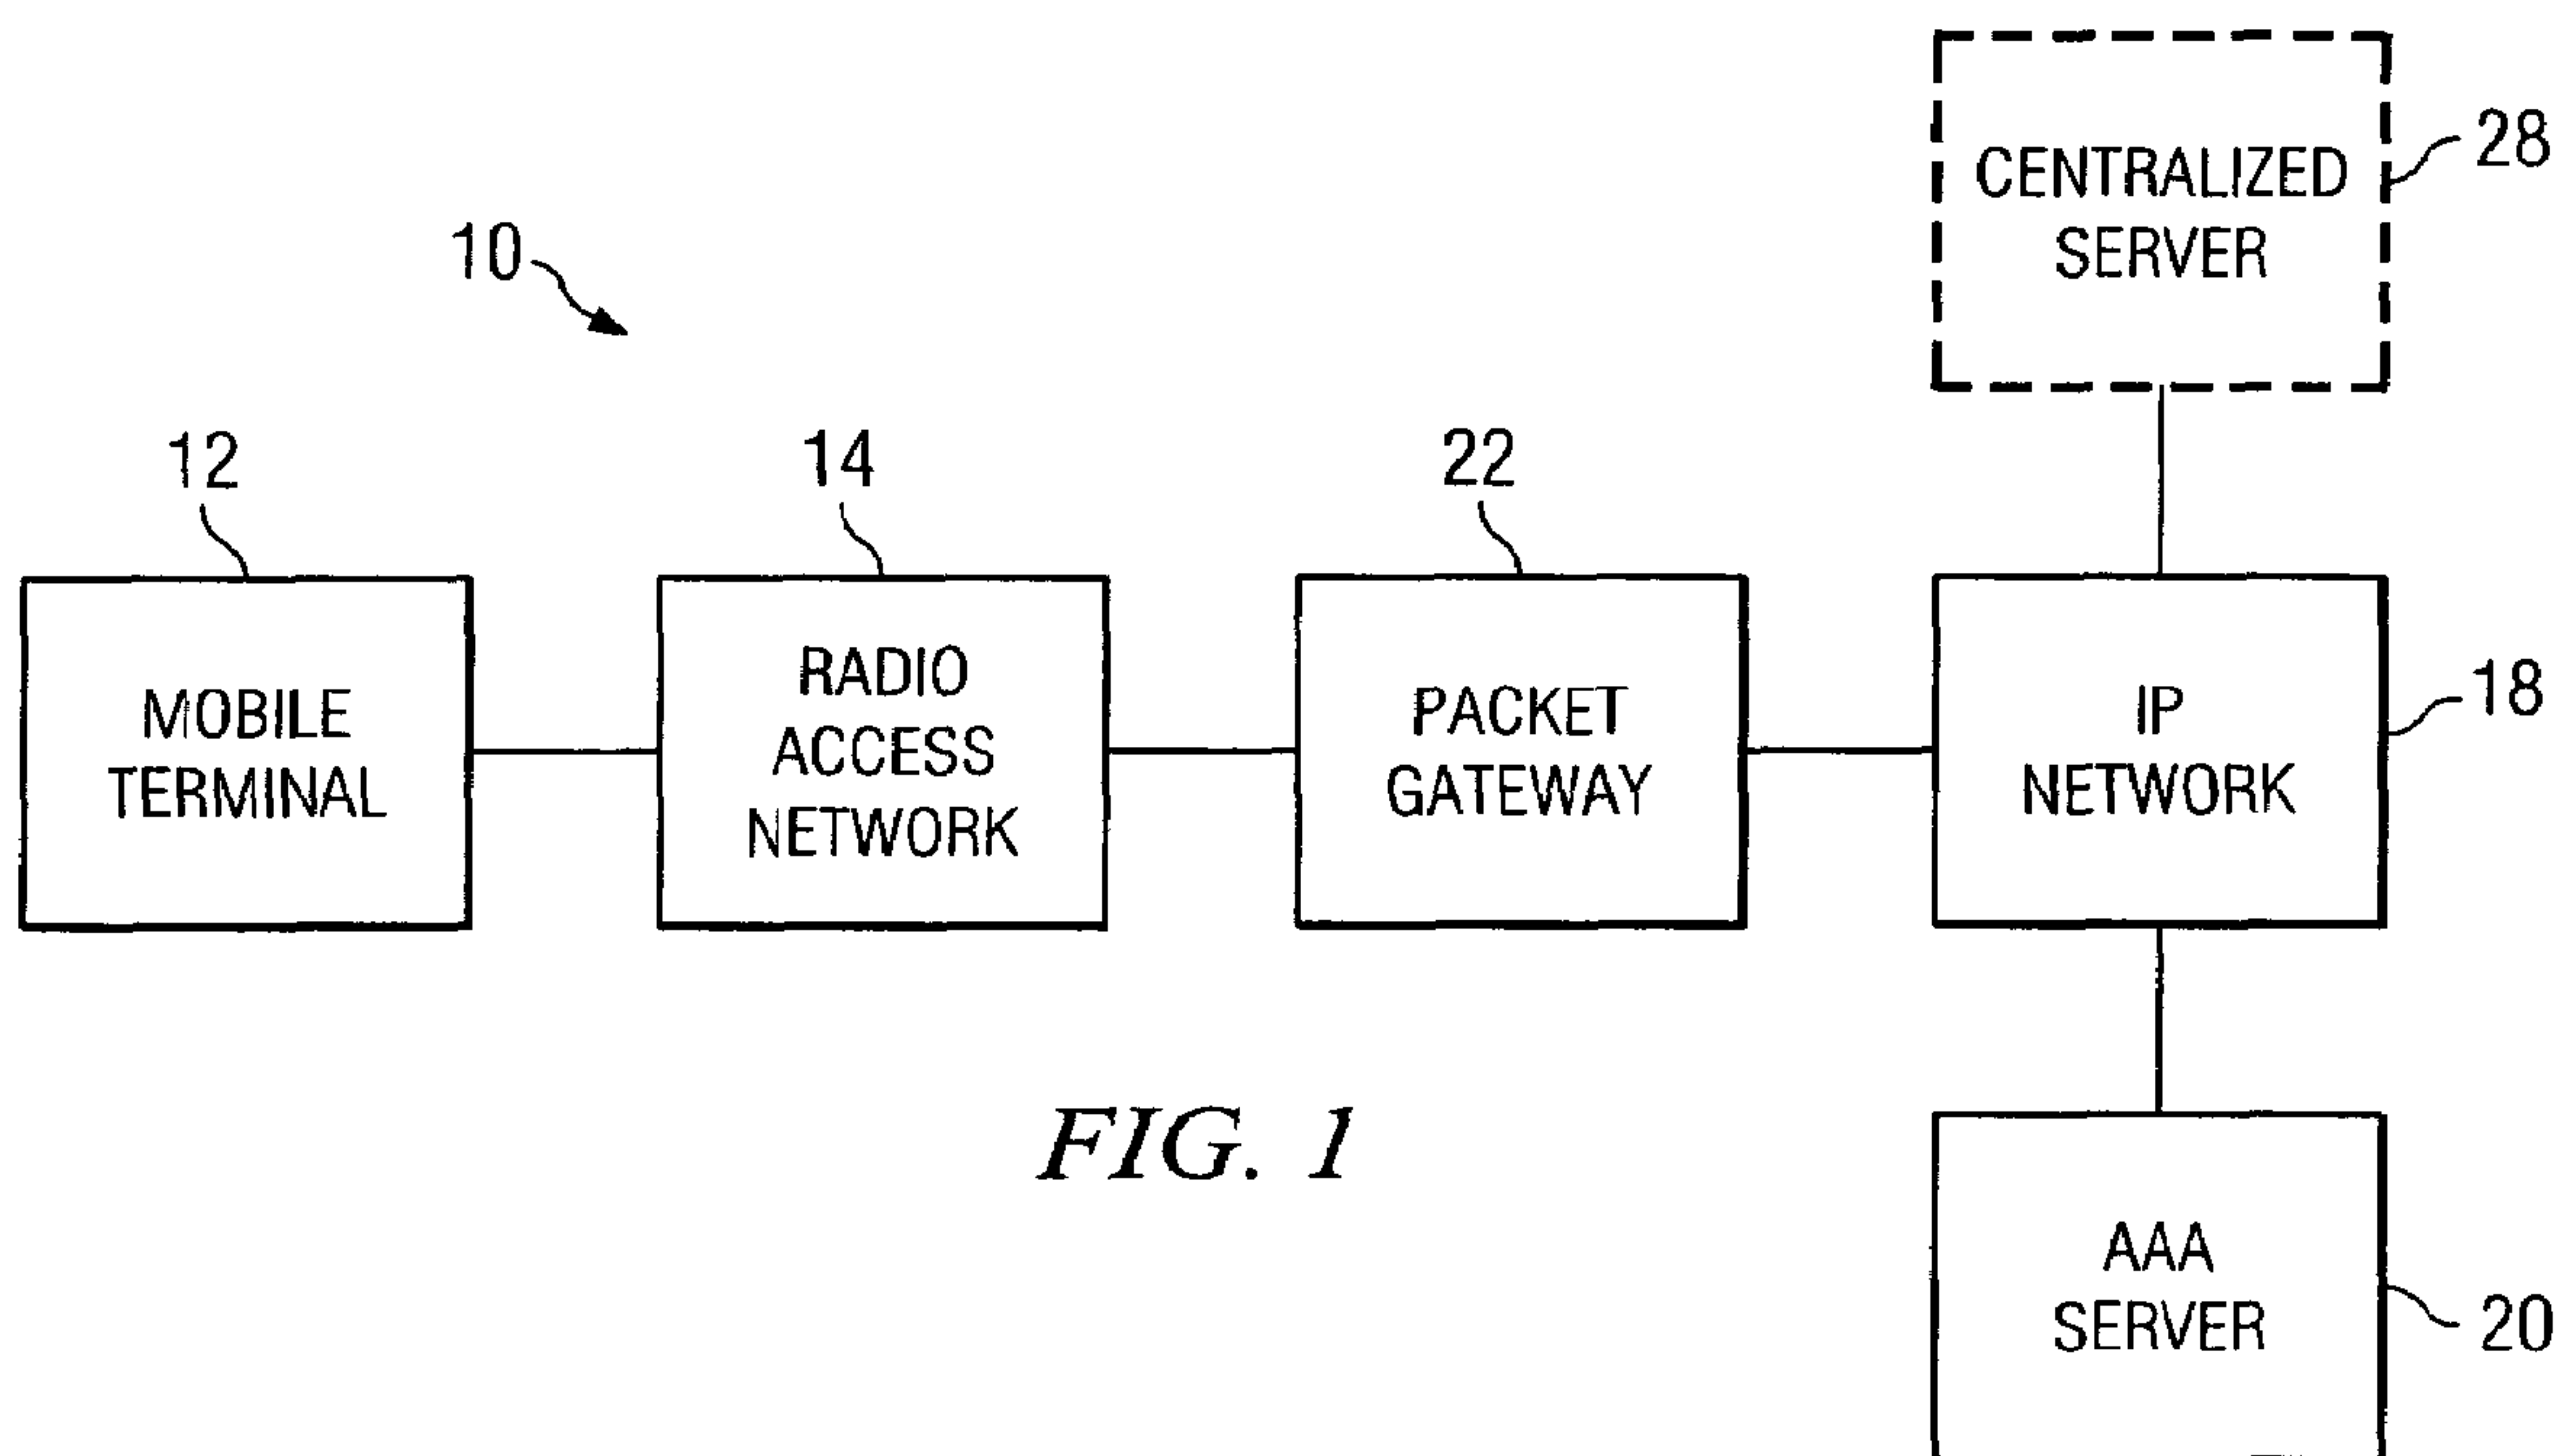 CENTRALIZED
SERVER
28
10
12
14
22
MOBILE
TERMINAL
RADIO
ACCESS
NETWORK
PACKET
GATEWAY
IP
NETWORK
18
FIG. 1
AAA
SERVER
20